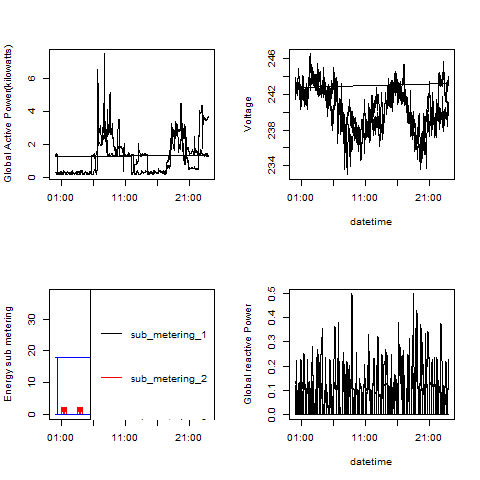 Global Active Power(kilowatts)
0 2 4 6
01:00 11:00 21:00
Voltage
234 238 242 246
01:00 11:00 21:00
datetime
Energy sub metering
0 10 20 30
01:00 11:00 21:00
sub_metering_1
sub_metering_2
Global reactive Power
0.0 0.1 0.2 0.3 0.4 0.5
01:00 11:00 21:00
datetime